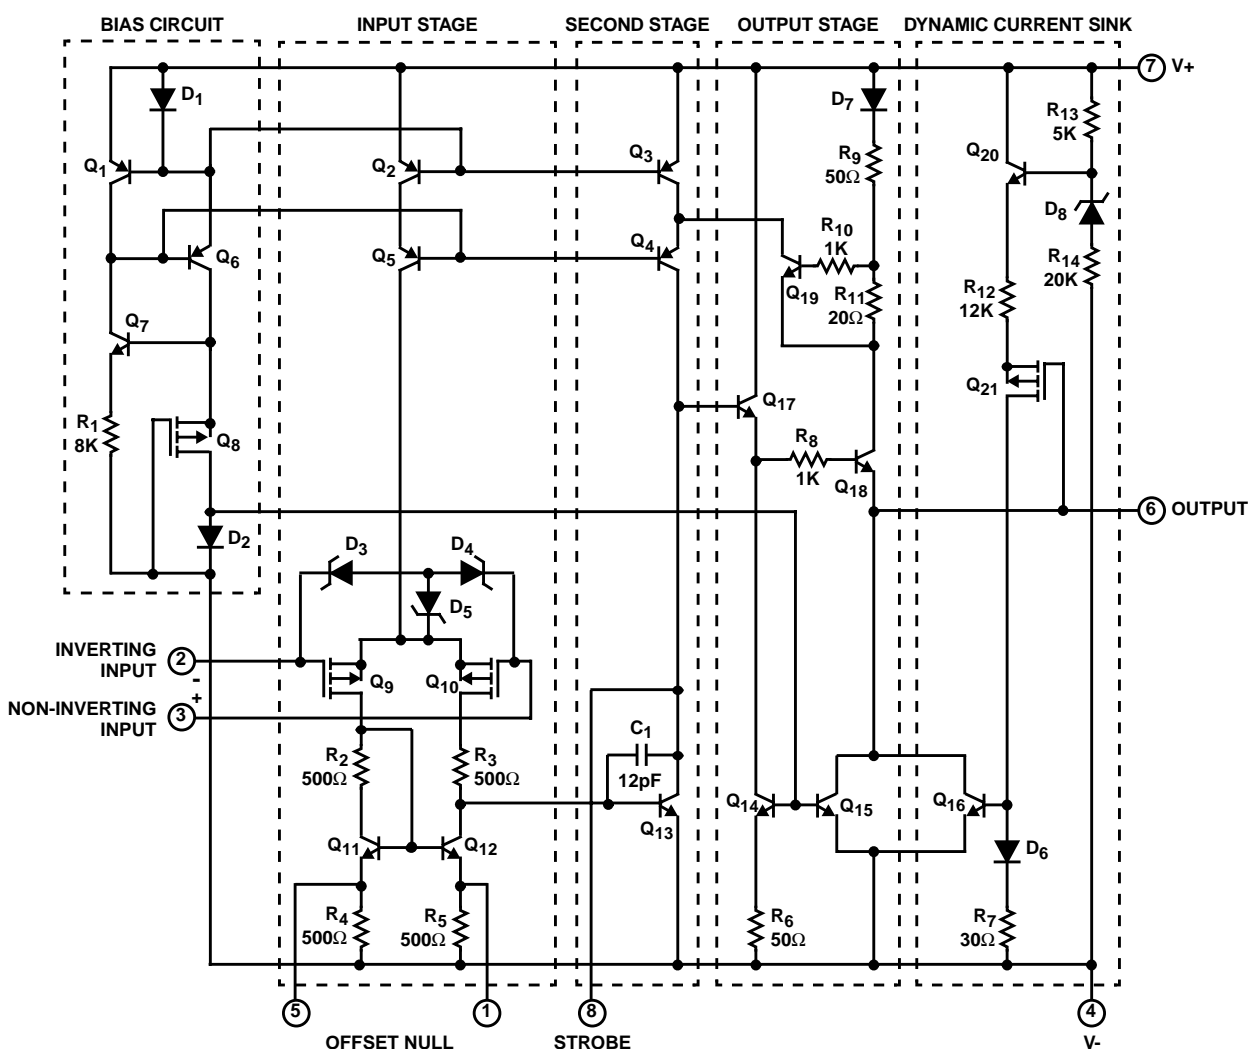 BIAS CIRCUIT
INPUT STAGE
SECOND STAGE
OUTPUT STAGE
DYNAMIC CURRENT SINK
7 V+
D1
D7
R13
5K
Q1
Q2
Q3
R9
50Ω
Q20
D8
Q6
Q5
Q4
R10
1K
Q19
R11
20Ω
R12
12K
R14
20K
Q7
Q21
Q17
R1
8K
Q8
R8
1K
Q18
6 OUTPUT
D2
D3
D4
D5
INVERTING
INPUT
2
-
Q9
Q10
+
NON-INVERTING
INPUT
3
R2
500Ω
R3
500Ω
C1
12pF
Q13
Q14
Q15
Q16
Q11
Q12
D6
R4
500Ω
R5
500Ω
R6
50Ω
R7
30Ω
5
1
8
4
OFFSET NULL
STROBE
V-